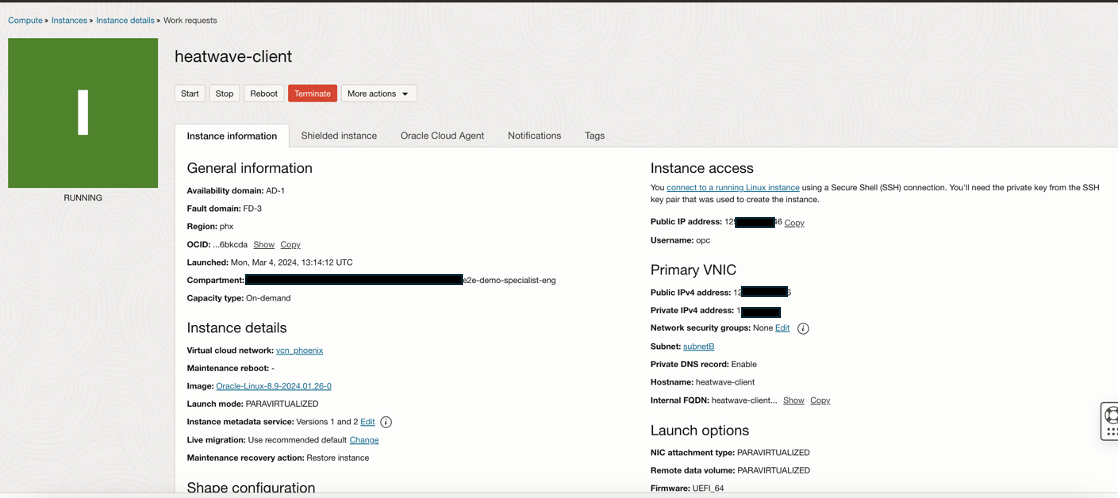 Compute » Instances » Instance details » Work requests
I
RUNNING
heatwave-client
Start Stop Reboot Terminate More actions
Instance information Shielded instance Oracle Cloud Agent Notifications Tags
General information
Availability domain: AD-1
Fault domain: FD-3
Region: phx
OCID: ...6bkcda Show Copy
Launched: Mon, Mar 4, 2024, 13:14:12 UTC
Compartment: e2e-demo-specialist-eng
Capacity type: On-demand
Instance details
Virtual cloud network: vcn_phoenix
Maintenance reboot: -
Image: Oracle-Linux-8.9-2024.01.26-0
Launch mode: PARAVIRTUALIZED
Instance metadata service: Versions 1 and 2 Edit i
Live migration: Use recommended default Change
Maintenance recovery action: Restore instance
Shape configuration
Instance access
You connect to a running Linux instance using a Secure Shell (SSH) connection. You'll need the private key from the SSH
key pair that was used to create the instance.
Public IP address: Copy
Username: opc
Primary VNIC
Public IPv4 address:
Private IPv4 address:
Network security groups: None Edit i
Subnet: subnetB
Private DNS record: Enable
Hostname: heatwave-client
Internal FQDN: heatwave-client... Show Copy
Launch options
NIC attachment type: PARAVIRTUALIZED
Remote data volume: PARAVIRTUALIZED
Firmware: UEFI_64